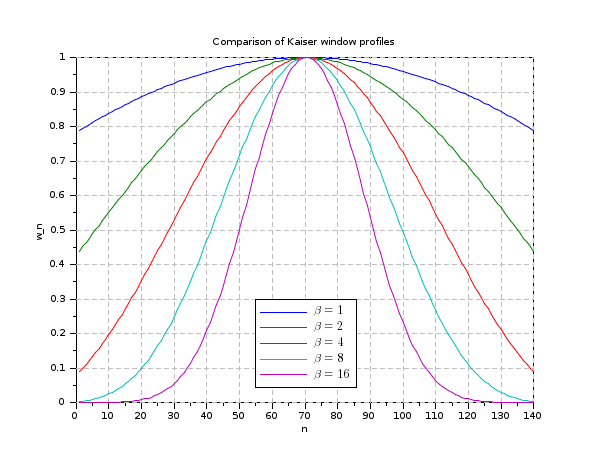 Comparison of Kaiser window profiles
1
0.9
0.8
0.7
0.6
0.5
0.4
0.3
0.2
0.1
0
w_n
β = 1
β = 2
β = 4
β = 8
β = 16
0 10 20 30 40 50 60 70 80 90 100 110 120 130 140
n